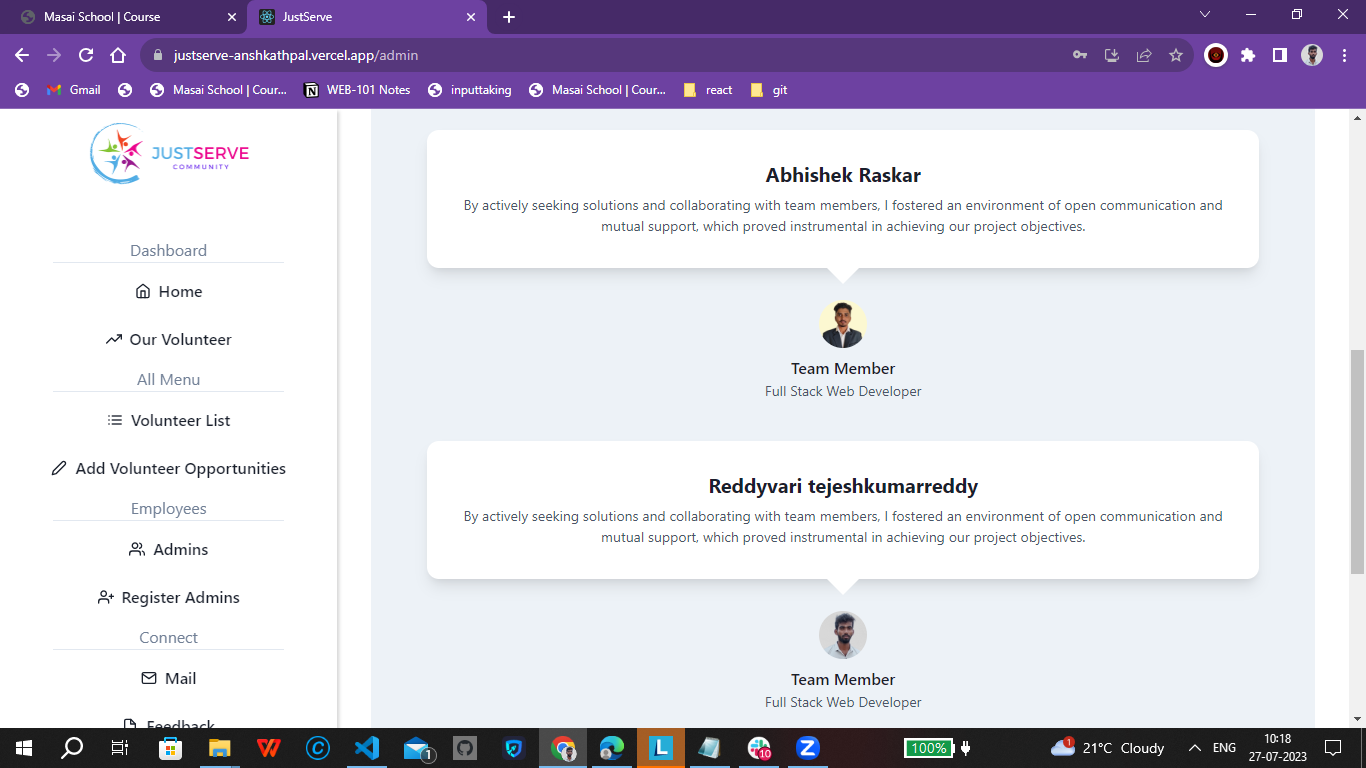 Masai School | Course
JustServe
justserve-anshkathpal.vercel.app/admin
Gmail
Masai School | Cour...
WEB-101 Notes
inputtaking
Masai School | Cour...
react
git
JUSTSERVE
COMMUNITY
Dashboard
Home
Our Volunteer
All Menu
Volunteer List
Add Volunteer Opportunities
Employees
Admins
Register Admins
Connect
Mail
Feedback
Abhishek Raskar
By actively seeking solutions and collaborating with team members, I fostered an environment of open communication and
mutual support, which proved instrumental in achieving our project objectives.
Team Member
Full Stack Web Developer
Reddyvari tejeshkumarreddy
By actively seeking solutions and collaborating with team members, I fostered an environment of open communication and
mutual support, which proved instrumental in achieving our project objectives.
Team Member
Full Stack Web Developer
1
L
10
Z
100%
1
21°C Cloudy
ENG
10:18
27-07-2023